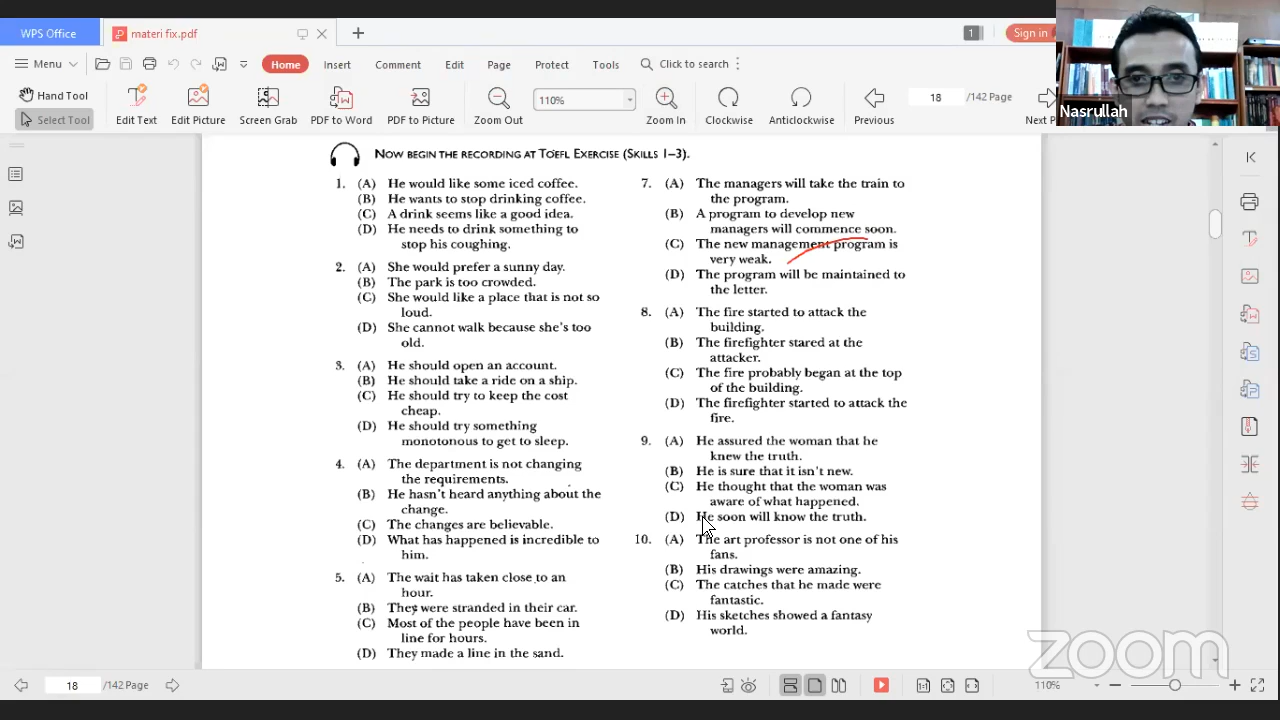 WPS Office
materi fix.pdf
1
Sign in
Menu
Home
Insert
Comment
Edit
Page
Protect
Tools
Click to search
Hand Tool
Select Tool
Edit Text
Edit Picture
Screen Grab
PDF to Word
PDF to Picture
Zoom Out
110%
Zoom In
Clockwise
Anticlockwise
Previous
18
/142 Page
Next P
Nasrullah
NOW BEGIN THE RECORDING AT TOEFL EXERCISE (SKILLS 1–3).
1. (A) He would like some iced coffee.
(B) He wants to stop drinking coffee.
(C) A drink seems like a good idea.
(D) He needs to drink something to
stop his coughing.
2. (A) She would prefer a sunny day.
(B) The park is too crowded.
(C) She would like a place that is not so
loud.
(D) She cannot walk because she's too
old.
3. (A) He should open an account.
(B) He should take a ride on a ship.
(C) He should try to keep the cost
cheap.
(D) He should try something
monotonous to get to sleep.
4. (A) The department is not changing
the requirements.
(B) He hasn't heard anything about the
change.
(C) The changes are believable.
(D) What has happened is incredible to
him.
5. (A) The wait has taken close to an
hour.
(B) They were stranded in their car.
(C) Most of the people have been in
line for hours.
(D) They made a line in the sand.
7. (A) The managers will take the train to
the program.
(B) A program to develop new
managers will commence soon.
(C) The new management program is
very weak.
(D) The program will be maintained to
the letter.
8. (A) The fire started to attack the
building.
(B) The firefighter stared at the
attacker.
(C) The fire probably began at the top
of the building.
(D) The firefighter started to attack the
fire.
9. (A) He assured the woman that he
knew the truth.
(B) He is sure that it isn't new.
(C) He thought that the woman was
aware of what happened.
(D) He soon will know the truth.
10. (A) The art professor is not one of his
fans.
(B) His drawings were amazing.
(C) The catches that he made were
fantastic.
(D) His sketches showed a fantasy
world.
zoom
18
/142 Page
1:1
110%